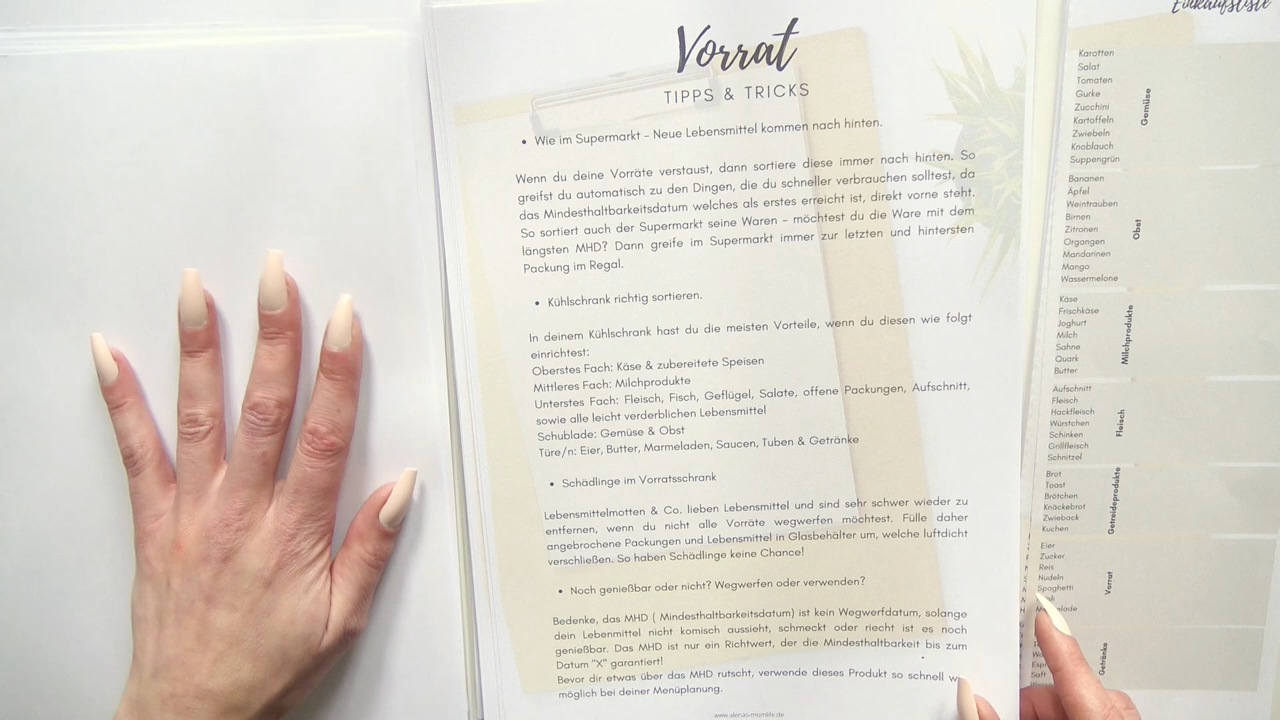 Vorrat
TIPPS & TRICKS
• Wie im Supermarkt - Neue Lebensmittel kommen nach hinten.
Wenn du deine Vorräte verstaust, dann sortiere diese immer nach hinten. So
greifst du automatisch zu den Dingen, die du schneller verbrauchen solltest, da
das Mindesthaltbarkeitsdatum welches als erstes erreicht ist, direkt vorne steht.
So sortiert auch der Supermarkt seine Waren - möchtest du die Ware mit dem
längsten MHD? Dann greife im Supermarkt immer zur letzten und hintersten
Packung im Regal.
• Kühlschrank richtig sortieren.
In deinem Kühlschrank hast du die meisten Vorteile, wenn du diesen wie folgt
einrichtest:
Oberstes Fach: Käse & zubereitete Speisen
Mittleres Fach: Milchprodukte
Unterstes Fach: Fleisch, Fisch, Geflügel, Salate, offene Packungen, Aufschnitt,
sowie alle leicht verderblichen Lebensmittel
Schublade: Gemüse & Obst
Türe/n: Eier, Butter, Marmeladen, Saucen, Tuben & Getränke
• Schädlinge im Vorratsschrank
Lebensmittelmotten & Co. lieben Lebensmittel und sind sehr schwer wieder zu
entfernen, wenn du nicht alle Vorräte wegwerfen möchtest. Fülle daher
angebrochene Packungen und Lebensmittel in Glasbehälter um, welche luftdicht
verschließen. So haben Schädlinge keine Chance!
• Noch genießbar oder nicht? Wegwerfen oder verwenden?
Bedenke, das MHD ( Mindesthaltbarkeitsdatum) ist kein Wegwerfdatum, solange
dein Lebenmittel nicht komisch aussieht, schmeckt oder riecht ist es noch
genießbar. Das MHD ist nur ein Richtwert, der die Mindesthaltbarkeit bis zum
Datum "X" garantiert!
Bevor dir etwas über das MHD rutscht, verwende dieses Produkt so schnell
möglich bei deiner Menüplanung.
www.alenas-momlife.de
Einkaufsliste
Karotten
Salat
Tomaten
Gurke
Zucchini
Kartoffeln
Zwiebeln
Knoblauch
Suppengrün
Gemüse
Bananen
Äpfel
Weintrauben
Birnen
Zitronen
Organgen
Mandarinen
Mango
Wassermelone
Obst
Käse
Frischkäse
Joghurt
Milch
Sahne
Quark
Butter
Milchprodukte
Aufschnitt
Fleisch
Hackfleisch
Würstchen
Schinken
Grillfleisch
Schnitzel
Fleisch
Brot
Toast
Brötchen
Knäckebrot
Zwieback
Kuchen
Getreideprodukte
Eier
Zucker
Reis
Nudeln
Spaghetti
Vorrat
Saft
Getränke